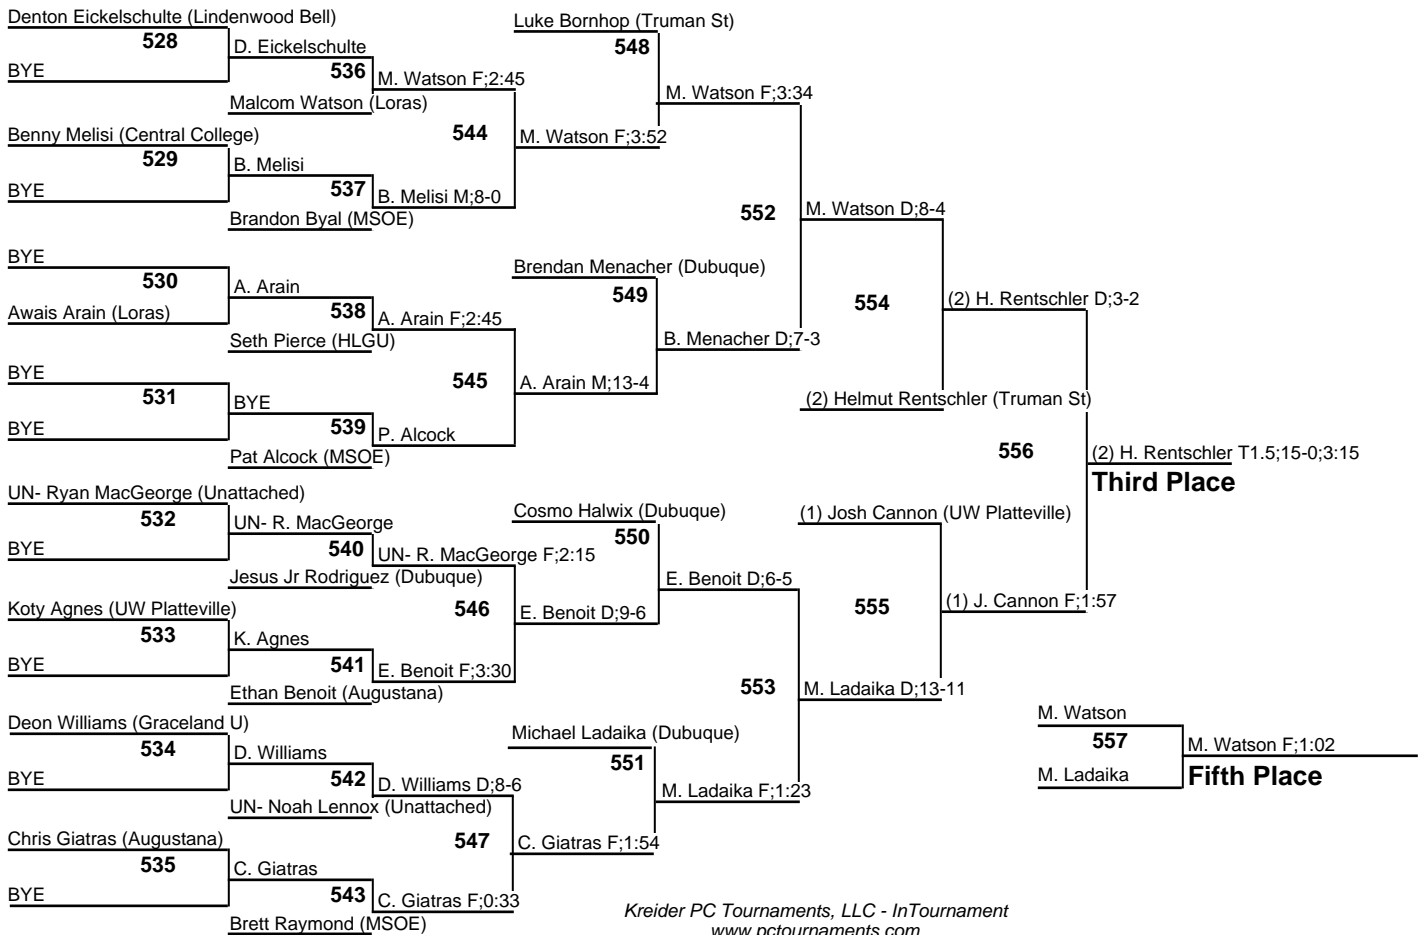 Denton Eickelschulte (Lindenwood Bell)
528
BYE
D. Eickelschulte
536
Malcom Watson (Loras)
M. Watson F;2:45
Benny Melisi (Central College)
529
BYE
B. Melisi
537
Brandon Byal (MSOE)
B. Melisi M;8-0
544
M. Watson F;3:52
Luke Bornhop (Truman St)
548
M. Watson F;3:34
BYE
530
Awais Arain (Loras)
A. Arain
538
Seth Pierce (HLGU)
A. Arain F;2:45
BYE
531
BYE
BYE
539
Pat Alcock (MSOE)
P. Alcock
545
A. Arain M;13-4
Brendan Menacher (Dubuque)
549
B. Menacher D;7-3
552
M. Watson D;8-4
554
(2) Helmut Rentschler (Truman St)
(2) H. Rentschler D;3-2
UN- Ryan MacGeorge (Unattached)
532
BYE
UN- R. MacGeorge
540
Jesus Jr Rodriguez (Dubuque)
UN- R. MacGeorge F;2:15
Koty Agnes (UW Platteville)
533
BYE
K. Agnes
541
Ethan Benoit (Augustana)
E. Benoit F;3:30
546
E. Benoit D;9-6
Cosmo Halwix (Dubuque)
550
E. Benoit D;6-5
Deon Williams (Graceland U)
534
BYE
D. Williams
542
UN- Noah Lennox (Unattached)
D. Williams D;8-6
Chris Giatras (Augustana)
535
BYE
C. Giatras
543
Brett Raymond (MSOE)
C. Giatras F;0:33
547
C. Giatras F;1:54
Michael Ladaika (Dubuque)
551
M. Ladaika F;1:23
553
M. Ladaika D;13-11
(1) Josh Cannon (UW Platteville)
555
(1) J. Cannon F;1:57
556
(2) H. Rentschler T1.5;15-0;3:15
Third Place
M. Watson
557
M. Ladaika
M. Watson F;1:02
Fifth Place
Kreider PC Tournaments, LLC - InTournament
www.pctournaments.com